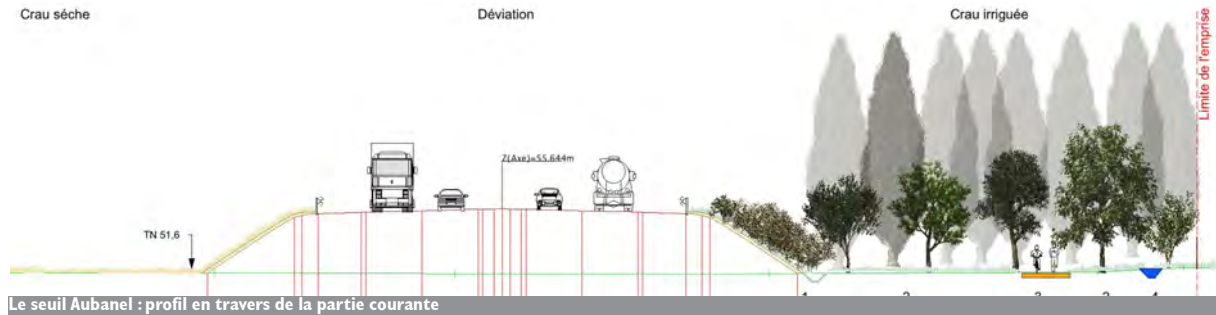 Crau séche
Déviation
Crau irriguée
Limite de l'emprise
Z(Axe)=55.644m
TN 51,6
1 2 3 2 4
Le seuil Aubanel : profil en travers de la partie courante